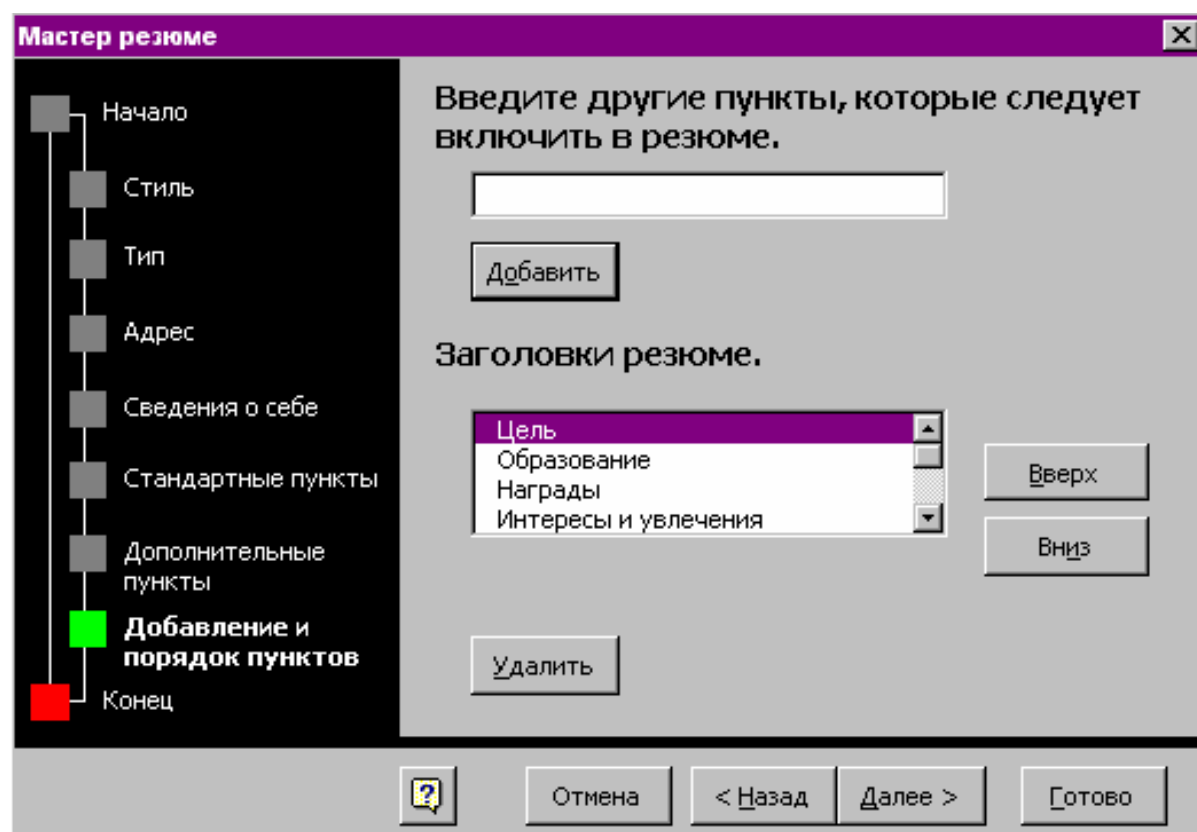 Мастер резюме
Начало
Стиль
Тип
Адрес
Сведения о себе
Стандартные пункты
Дополнительные
пункты
Добавление и
порядок пунктов
Конец
Введите другие пункты, которые следует
включить в резюме.
Добавить
Заголовки резюме.
Цель
Образование
Награды
Интересы и увлечения
Вверх
Вниз
Удалить
?
Отмена
< Назад
Далее >
Готово